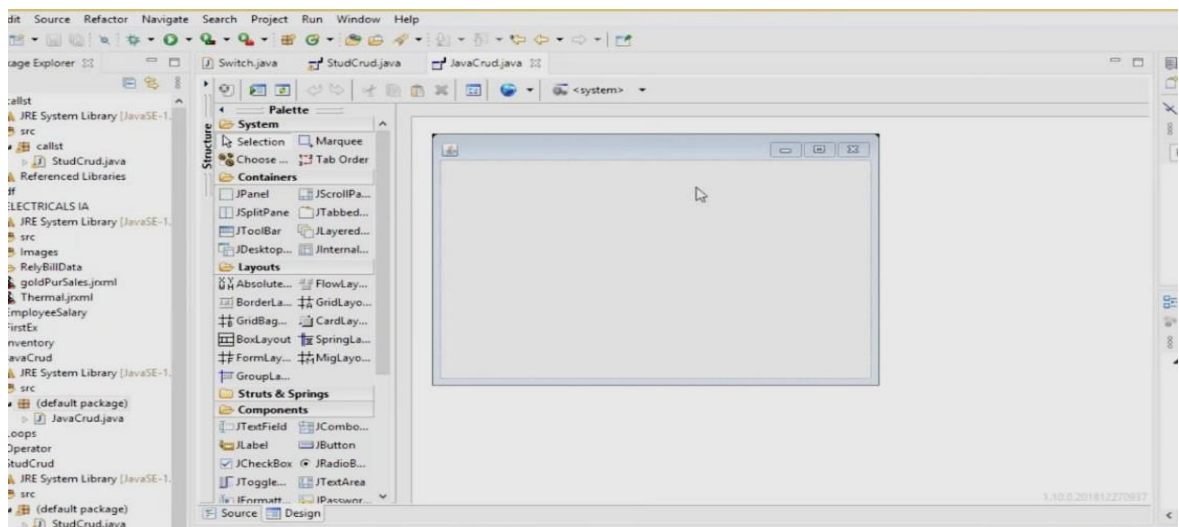 dit Source Refactor Navigate Search Project Run Window Help
kage Explorer
Switch.java StudCrud.java JavaCrud.java
<system>
callst
JRE System Library [JavaSE-1.
src
callst
StudCrud.java
Referenced Libraries
df
ELECTRICALS IA
JRE System Library [JavaSE-1.
src
Images
RelyBillData
goldPurSales.jrxml
Thermal.jrxml
EmployeeSalary
FirstEx
nventory
avaCrud
JRE System Library [JavaSE-1.
src
(default package)
JavaCrud.java
Loops
Operator
StudCrud
JRE System Library [JavaSE-1.
src
(default package)
StudCrud.java
Structure
Palette
System
Selection Marquee
Choose ... Tab Order
Containers
JPanel JScrollPa...
JSplitPane JTabbed...
JToolBar JLayered...
JDesktop... JInternal...
Layouts
Absolute... FlowLay...
BorderLa... GridLayo...
GridBag... CardLay...
BoxLayout SpringLa...
FormLay... MigLayo...
GroupLa...
Struts & Springs
Components
JTextField JCombo...
JLabel JButton
JCheckBox JRadioB...
JToggle... JTextArea
JFormatt... JPasswor...
Source Design
1.10.0.201812270937